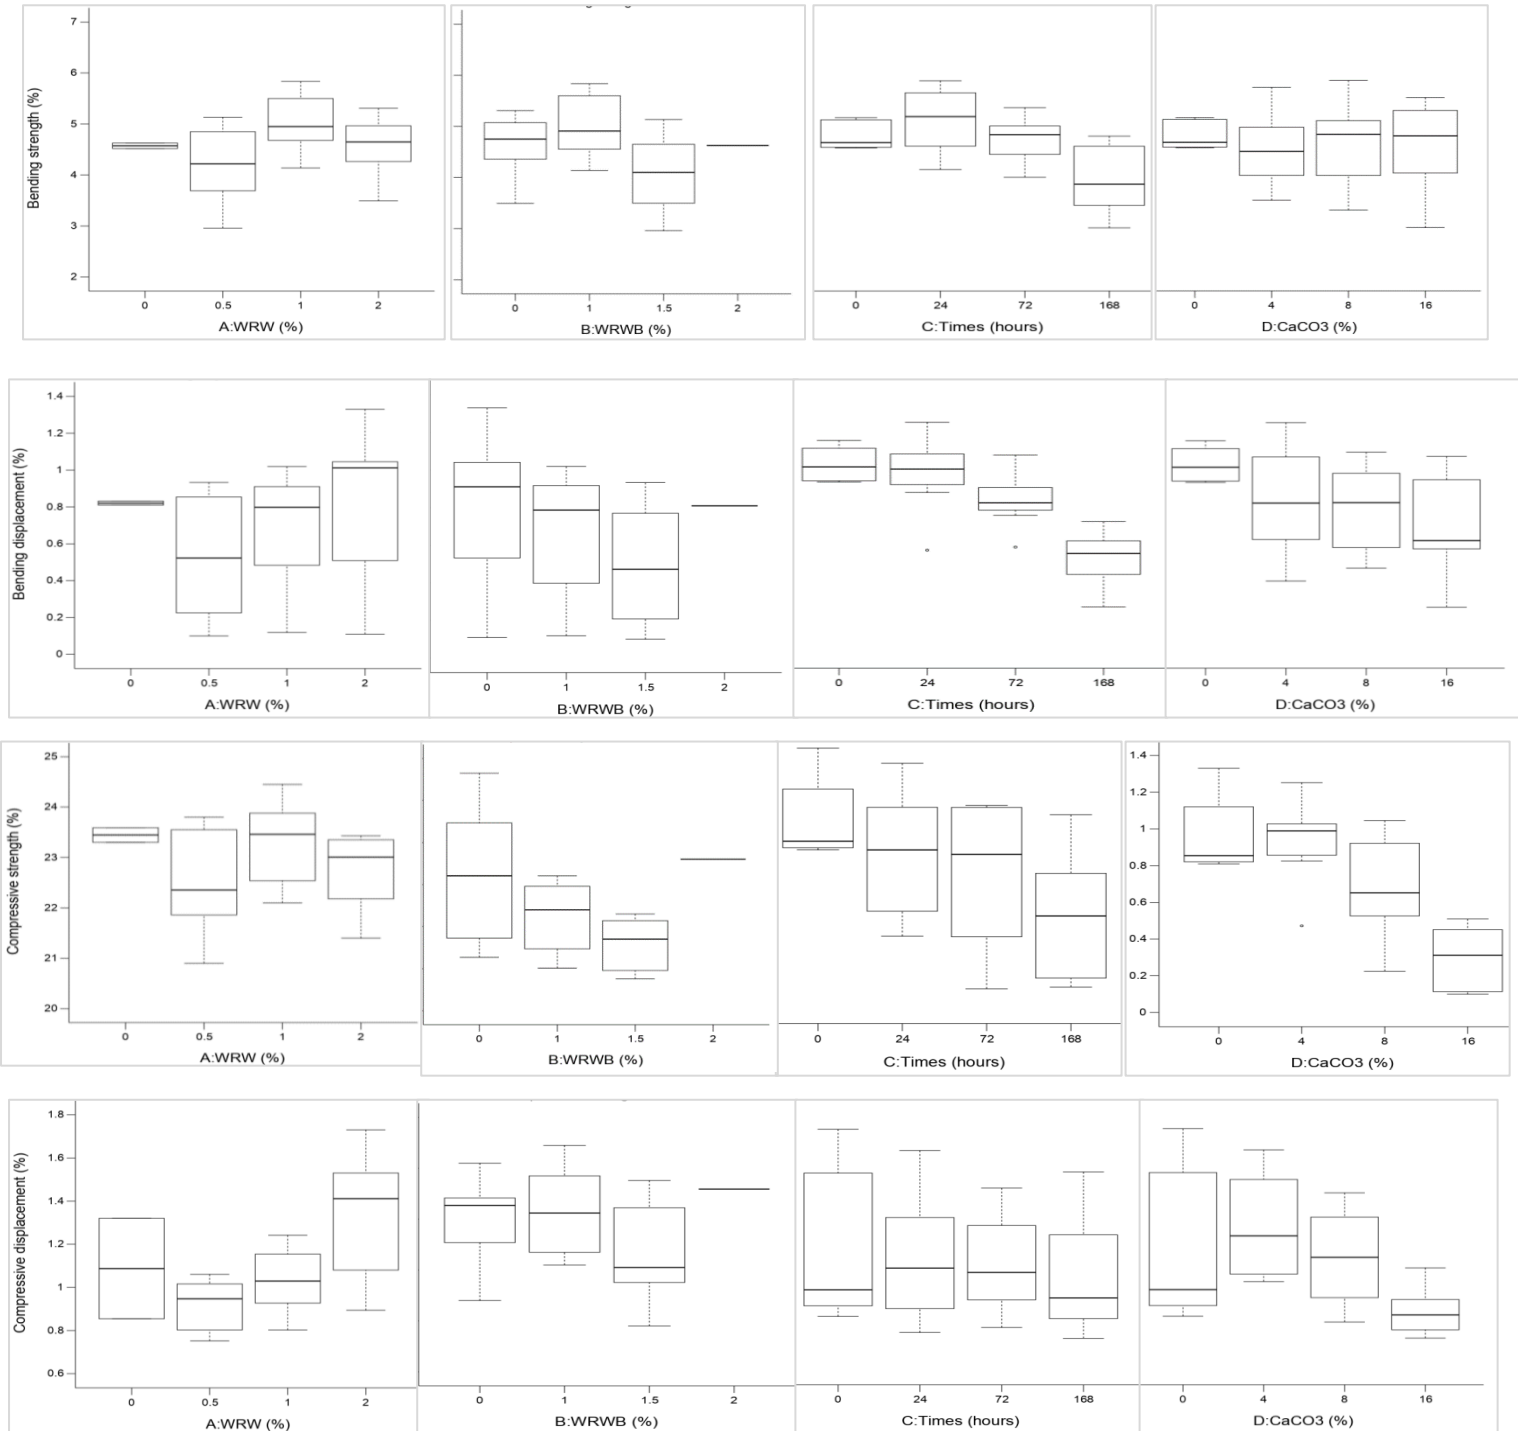 Bending strength (%)
7
6
5
4
3
2
0 0.5 1 2
A:WRW (%)
0 1 1.5 2
B:WRWB (%)
0 24 72 168
C:Times (hours)
0 4 8 16
D:CaCO3 (%)
Bending displacement (%)
1.4
1.2
1
0.8
0.6
0.4
0.2
0
0 0.5 1 2
A:WRW (%)
0 1 1.5 2
B:WRWB (%)
0 24 72 168
C:Times (hours)
0 4 8 16
D:CaCO3 (%)
Compressive strength (%)
25
24
23
22
21
20
0 0.5 1 2
A:WRW (%)
0 1 1.5 2
B:WRWB (%)
0 24 72 168
C:Times (hours)
1.4
1.2
1
0.8
0.6
0.4
0.2
0
0 4 8 16
D:CaCO3 (%)
Compressive displacement (%)
1.8
1.6
1.4
1.2
1
0.8
0.6
0 0.5 1 2
A:WRW (%)
0 1 1.5 2
B:WRWB (%)
0 24 72 168
C:Times (hours)
0 4 8 16
D:CaCO3 (%)